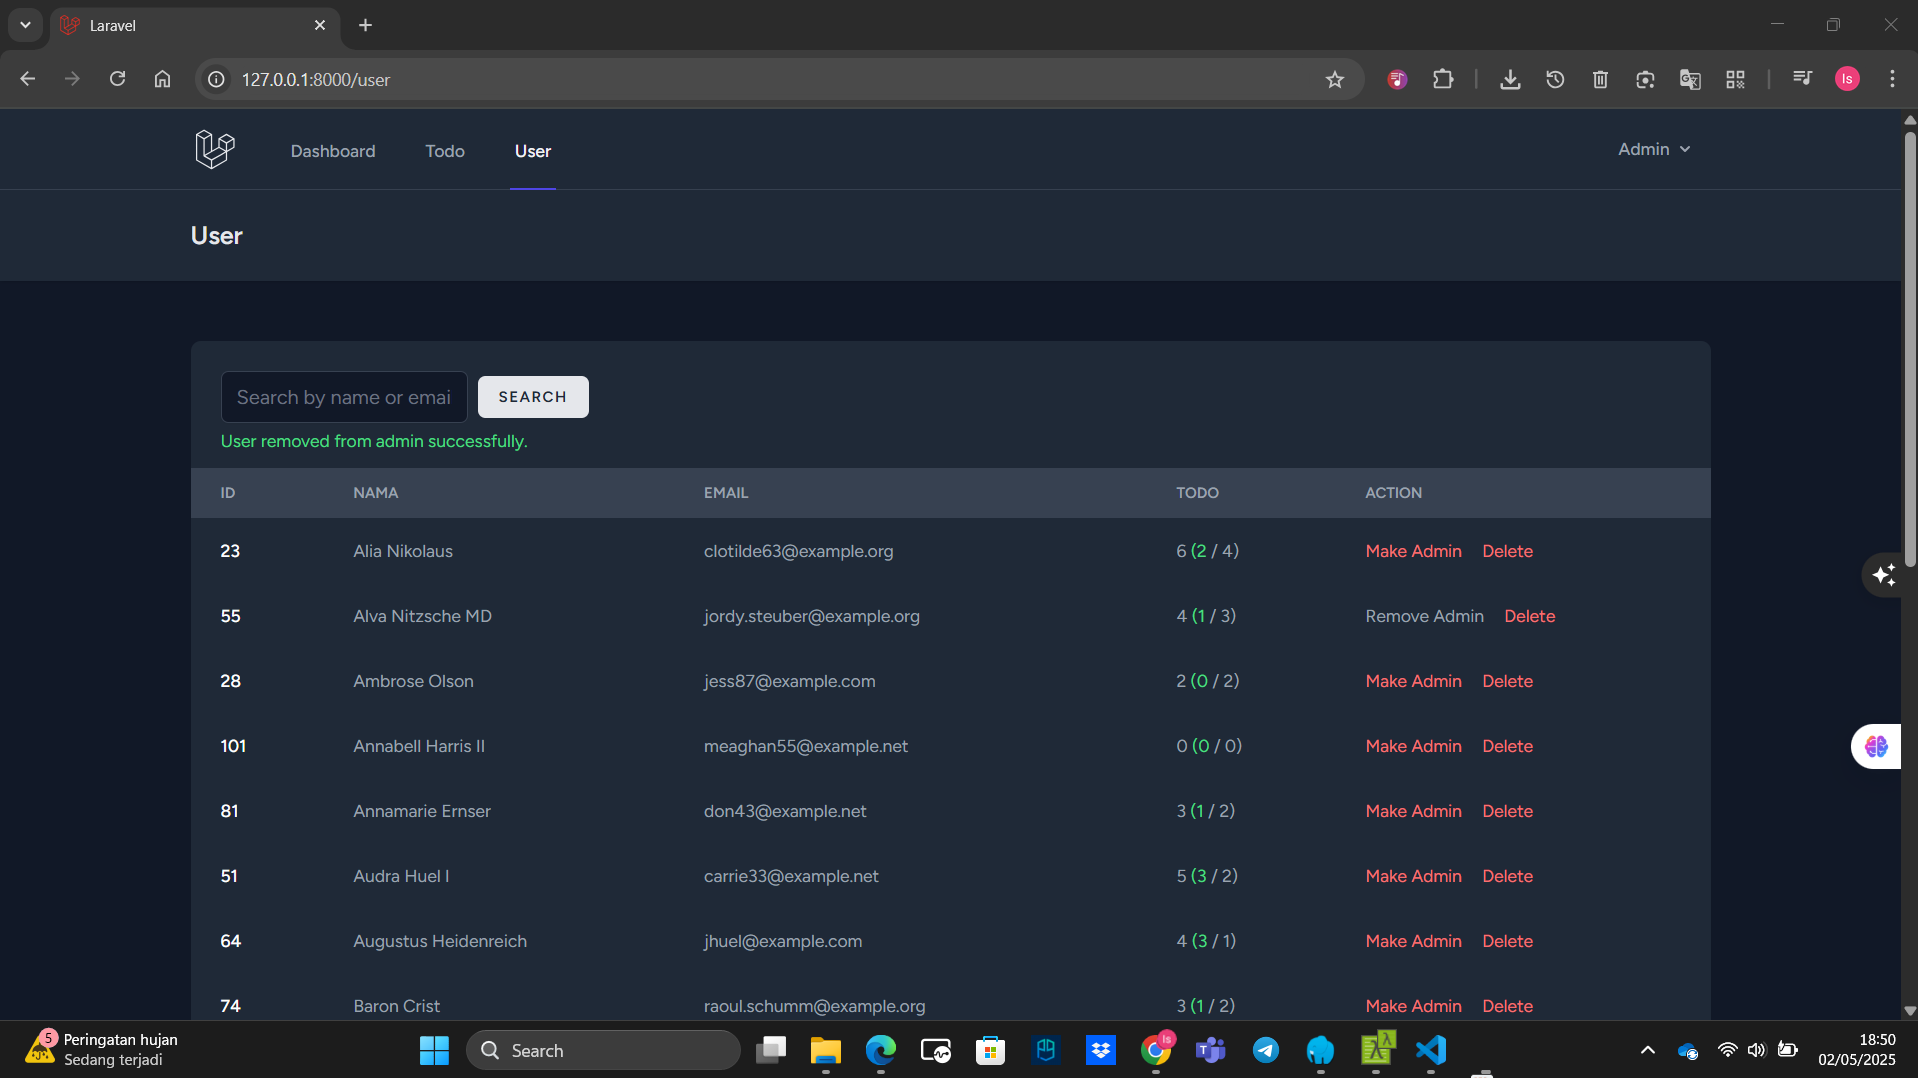 Laravel
127.0.0.1:8000/user
Is
Dashboard Todo User Admin
User
Search by name or emai SEARCH
User removed from admin successfully.
ID NAMA EMAIL TODO ACTION
23 Alia Nikolaus clotilde63@example.org 6 (2 / 4) Make Admin Delete
55 Alva Nitzsche MD jordy.steuber@example.org 4 (1 / 3) Remove Admin Delete
28 Ambrose Olson jess87@example.com 2 (0 / 2) Make Admin Delete
101 Annabell Harris II meaghan55@example.net 0 (0 / 0) Make Admin Delete
81 Annamarie Ernser don43@example.net 3 (1 / 2) Make Admin Delete
51 Audra Huel I carrie33@example.net 5 (3 / 2) Make Admin Delete
64 Augustus Heidenreich jhuel@example.com 4 (3 / 1) Make Admin Delete
74 Baron Crist raoul.schumm@example.org 3 (1 / 2) Make Admin Delete
5 Peringatan hujan
Sedang terjadi
Search
Is
18:50
02/05/2025